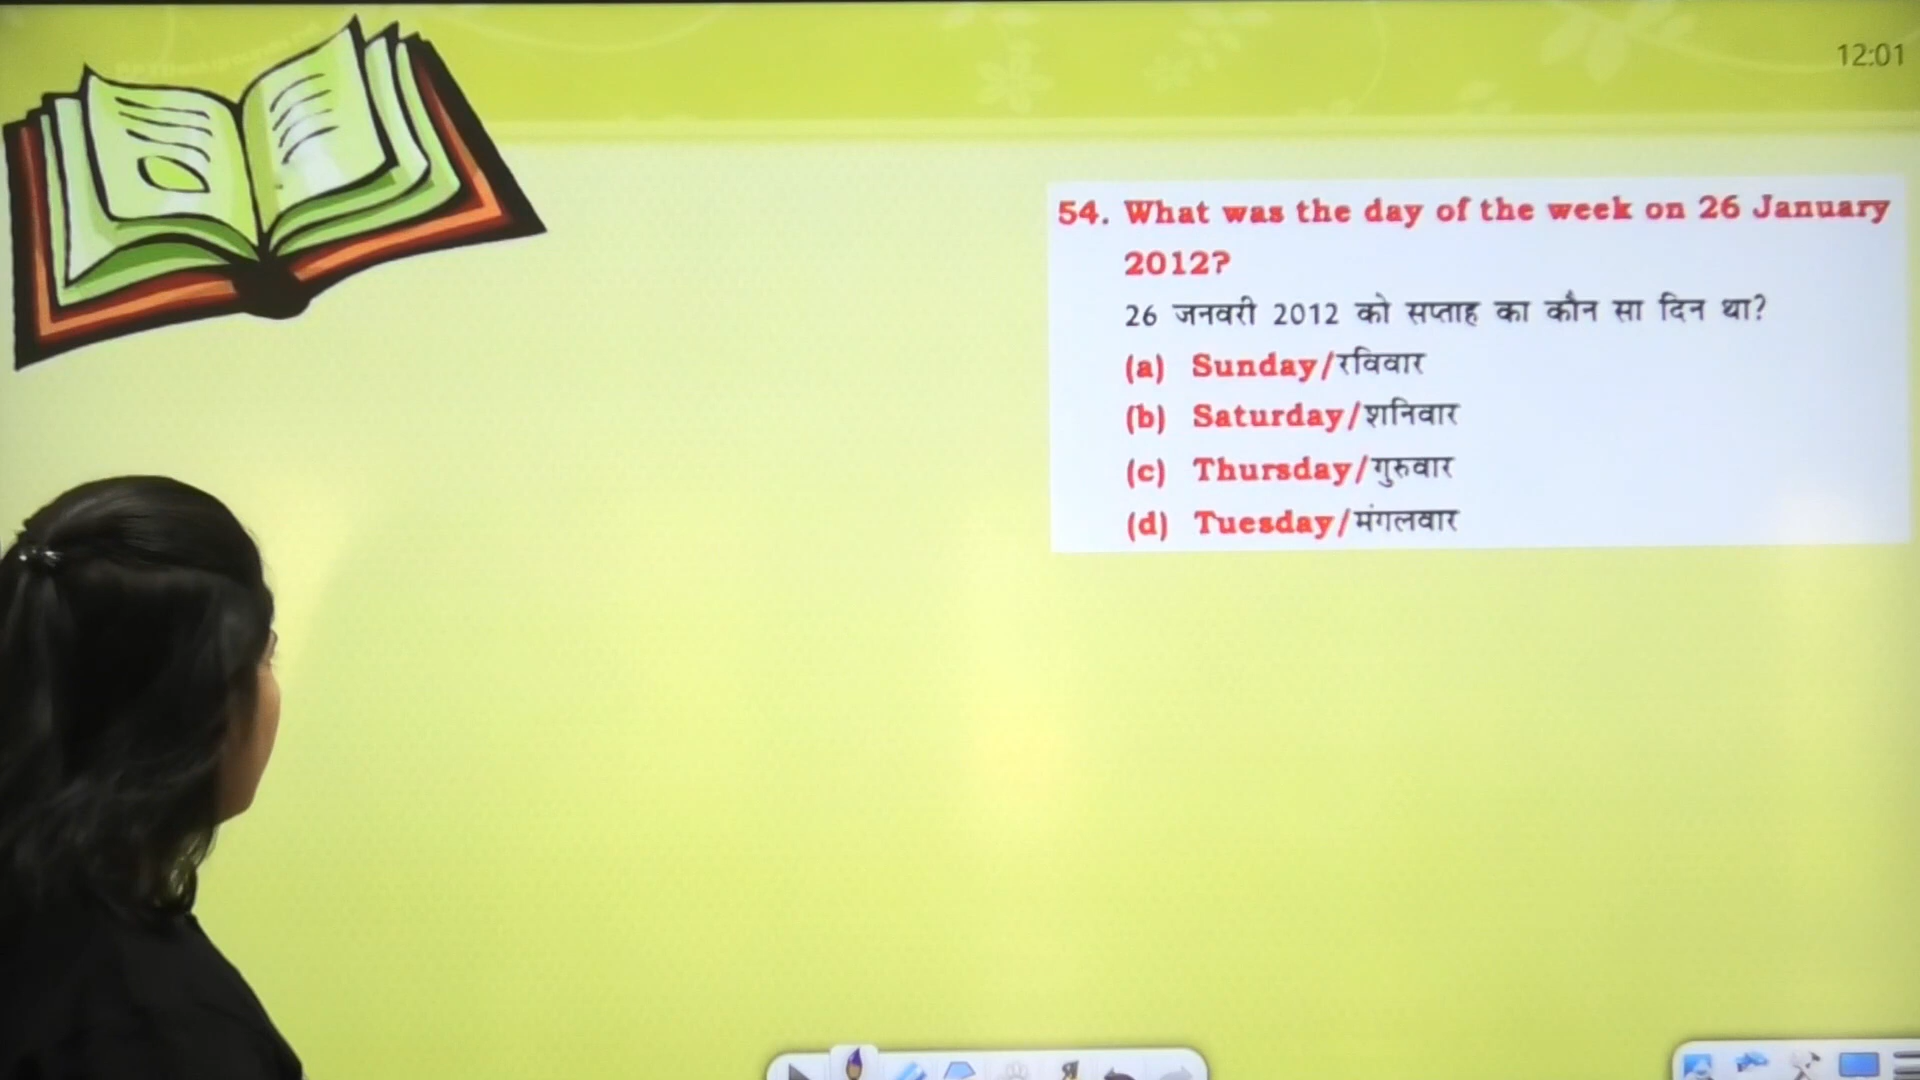 12:01
54. What was the day of the week on 26 January
2012?
26 जनवरी 2012 को सप्ताह का कौन सा दिन था?
(a) Sunday/रविवार
(b) Saturday/शनिवार
(c) Thursday/गुरुवार
(d) Tuesday/मंगलवार